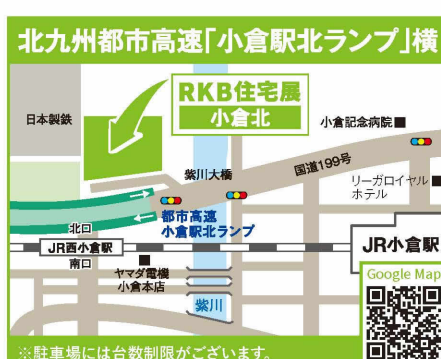 北九州都市高速「小倉駅北ランプ」横
RKB住宅展
小倉北
日本製鉄
小倉記念病院■
紫川大橋
国道199号
リーガロイヤル■
ホテル
都市高速
小倉駅北ランプ
北口
JR西小倉駅
南口
JR小倉駅
ヤマダ電機
小倉本店
紫川
Google Map
※駐車場には台数制限がございます。